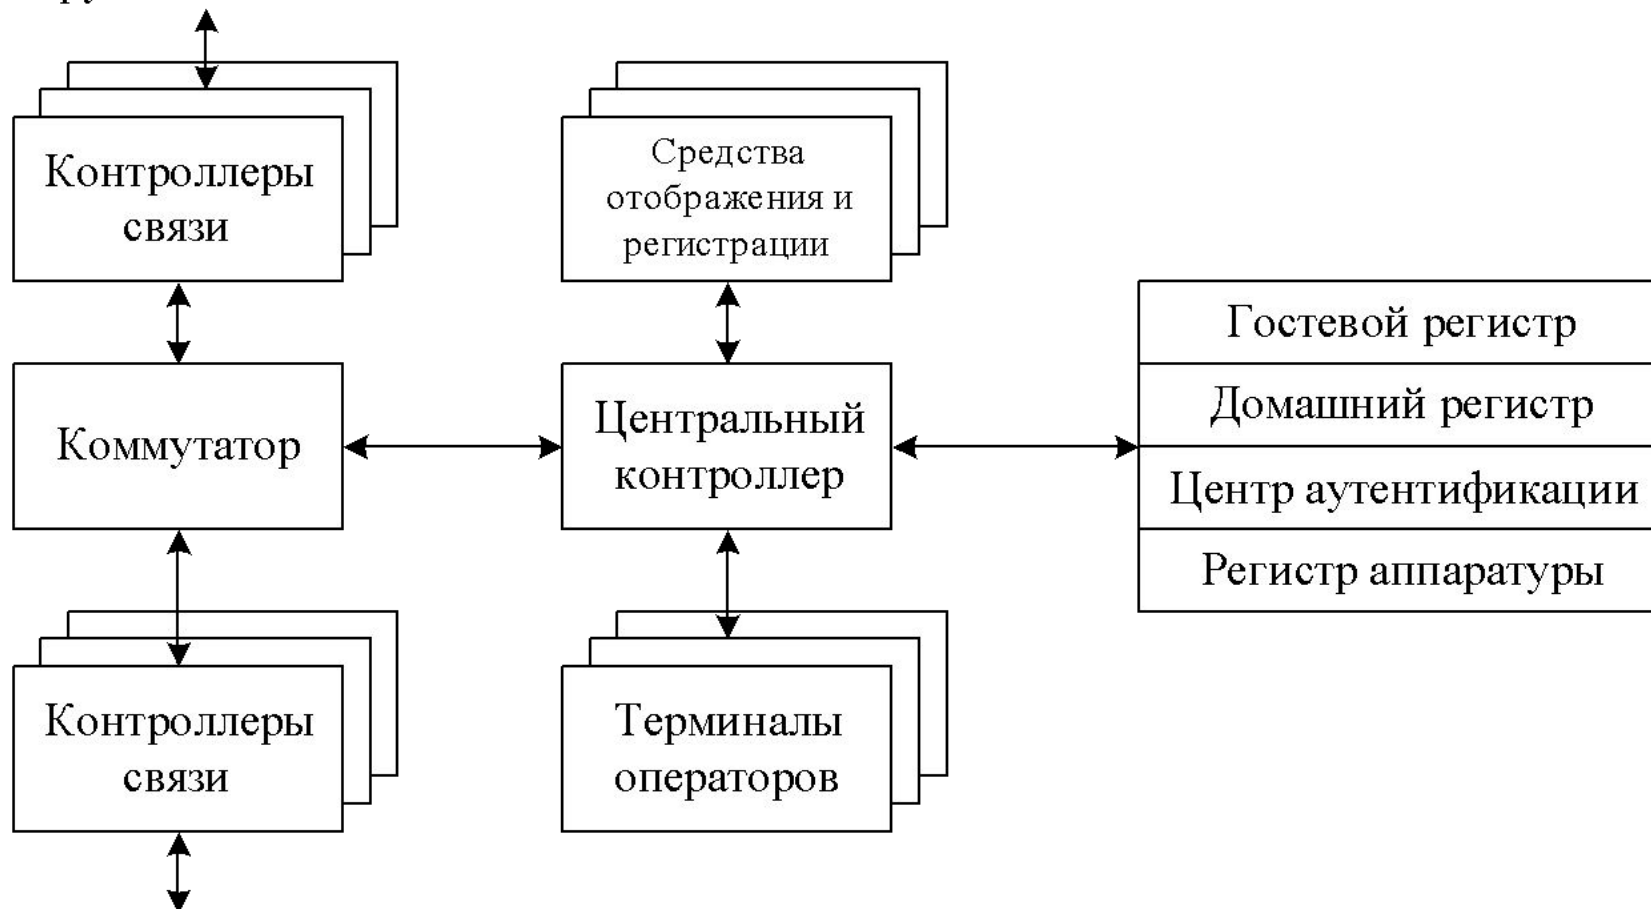 Контроллеры
связи
Средства
отображения и
регистрации
Гостевой регистр
Домашний регистр
Центр аутентификации
Регистр аппаратуры
Коммутатор
Центральный
контроллер
Контроллеры
связи
Терминалы
операторов